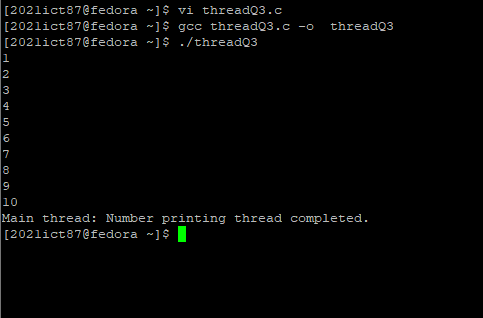 [2021ict87@fedora ~]$ vi threadQ3.c
[2021ict87@fedora ~]$ gcc threadQ3.c -o  threadQ3
[2021ict87@fedora ~]$ ./threadQ3
1
2
3
4
5
6
7
8
9
10
Main thread: Number printing thread completed.
[2021ict87@fedora ~]$